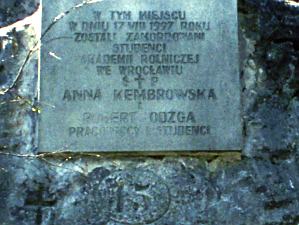 W TYM MIEJSCU
W DNIU 17 VIII 1997 ROKU
ZOSTALI ZAMORDOWANI
STUDENCI
AKADEMII ROLNICZEJ
WE WROCŁAWIU
ANNA KEMBROWSKA
ROBERT ODZGA
PRACOWNICY I STUDENCI
15